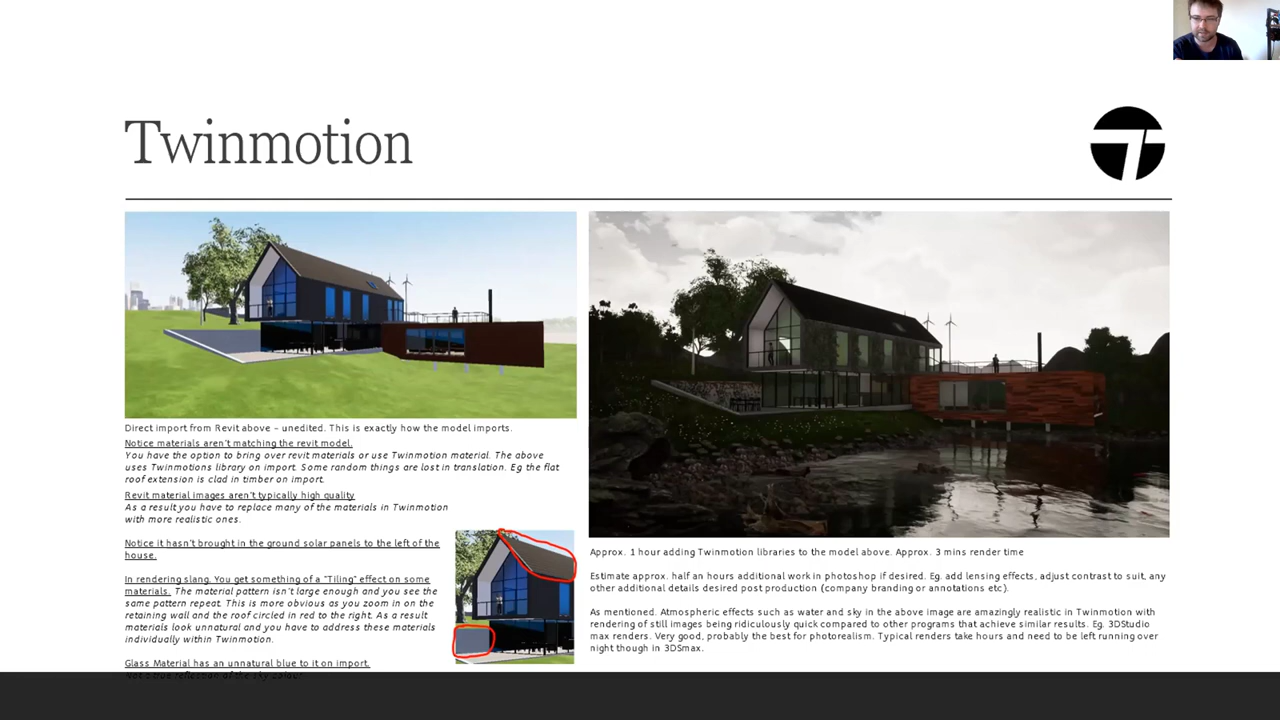 Twinmotion
Direct import from Revit above – unedited. This is exactly how the model imports.
Notice materials aren't matching the revit model.
You have the option to bring over revit materials or use Twinmotion material. The above
uses Twinmotions library on import. Some random things are lost in translation. Eg the flat
roof extension is clad in timber on import.
Revit material images aren't typically high quality
As a result you have to replace many of the materials in Twinmotion
with more realistic ones.
Notice it hasn't brought in the ground solar panels to the left of the
house.
In rendering slang. You get something of a "Tiling" effect on some
materials. The material pattern isn't large enough and you see the
same pattern repeat. This is more obvious as you zoom in on the
retaining wall and the roof circled in red to the right. As a result
materials look unnatural and you have to address these materials
individually within Twinmotion.
Glass Material has an unnatural blue to it on import.
Not a true reflection of the sky colour.
Approx. 1 hour adding Twinmotion libraries to the model above. Approx. 3 mins render time
Estimate approx. half an hours additional work in photoshop if desired. Eg. add lensing effects, adjust contrast to suit, any
other additional details desired post production (company branding or annotations etc).
As mentioned. Atmospheric effects such as water and sky in the above image are amazingly realistic in Twinmotion with
rendering of still images being ridiculously quick compared to other programs that achieve similar results. Eg. 3DStudio
max renders. Very good, probably the best for photorealism. Typical renders take hours and need to be left running over
night though in 3DSmax.